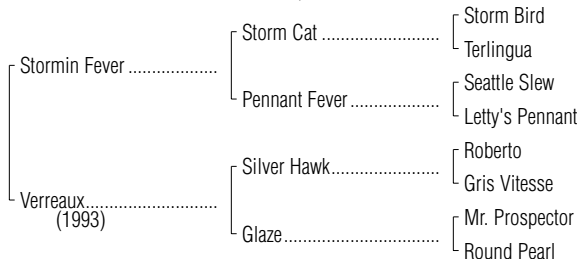 Storm Bird
Storm Cat ........................
Terlingua
Stormin Fever ..................
Seattle Slew
Pennant Fever ..................
Letty's Pennant
Roberto
Silver Hawk ......................
Gris Vitesse
Verreaux...........................
(1993)
Mr. Prospector
Glaze................................
Round Pearl